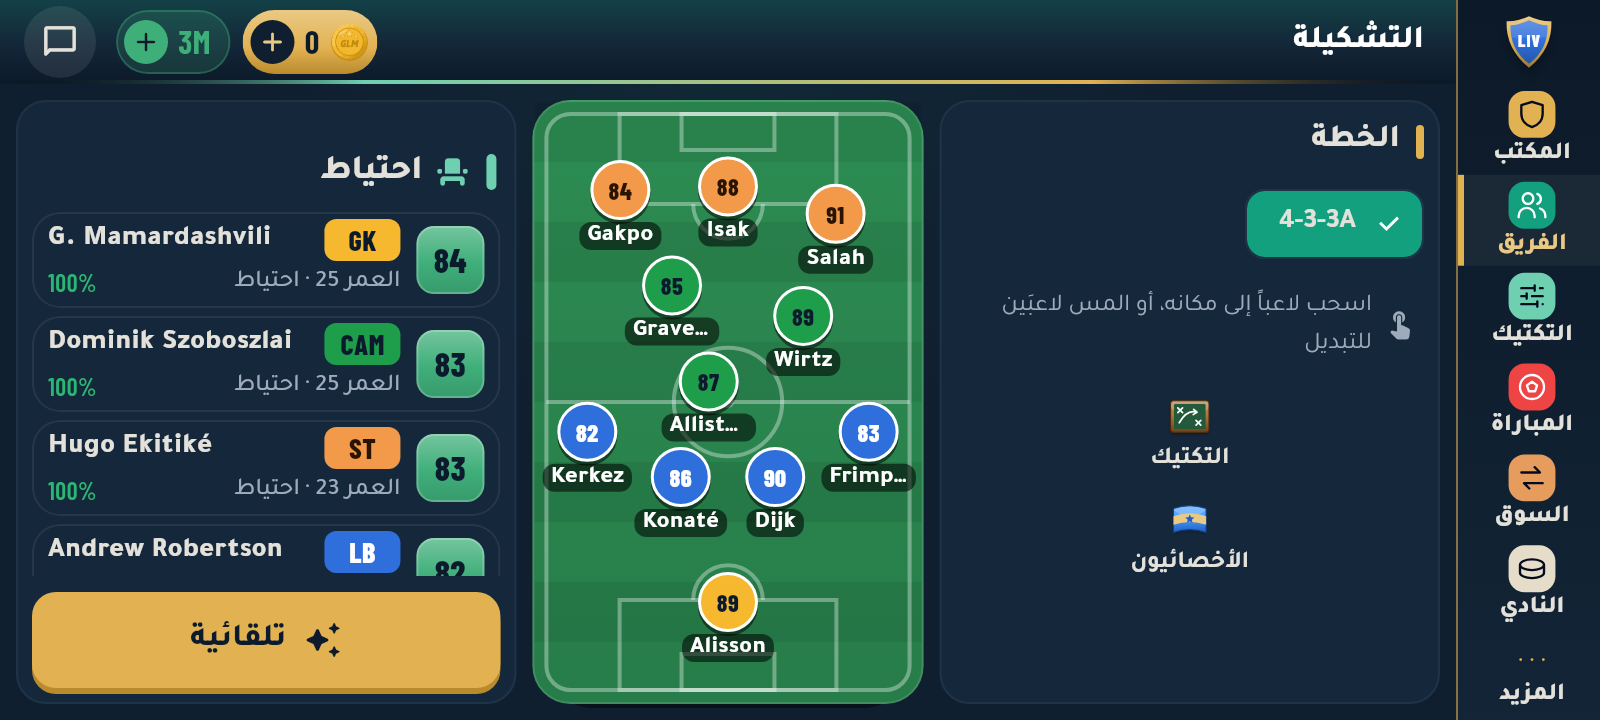 LIV
المكتب
الفريق
التكتيك
المباراة
السوق
النادي
...
المزيد
التشكيلة
0
GLM
3M
الخطة
4-3-3A
اسحب لاعباً إلى مكانه، أو المس لاعبَين
للتبديل
التكتيك
الأخصائيون
84
Gakpo
88
Isak
91
Salah
85
Grave…
89
Wirtz
87
Allist…
82
Kerkez
83
Frimp…
86
Konaté
90
Dijk
89
Alisson
احتياط
G. Mamardashvili
GK
84
100%
العمر 25 · احتياط
Dominik Szoboszlai
CAM
83
100%
العمر 25 · احتياط
Hugo Ekitiké
ST
83
100%
العمر 23 · احتياط
Andrew Robertson
LB
82
تلقائية